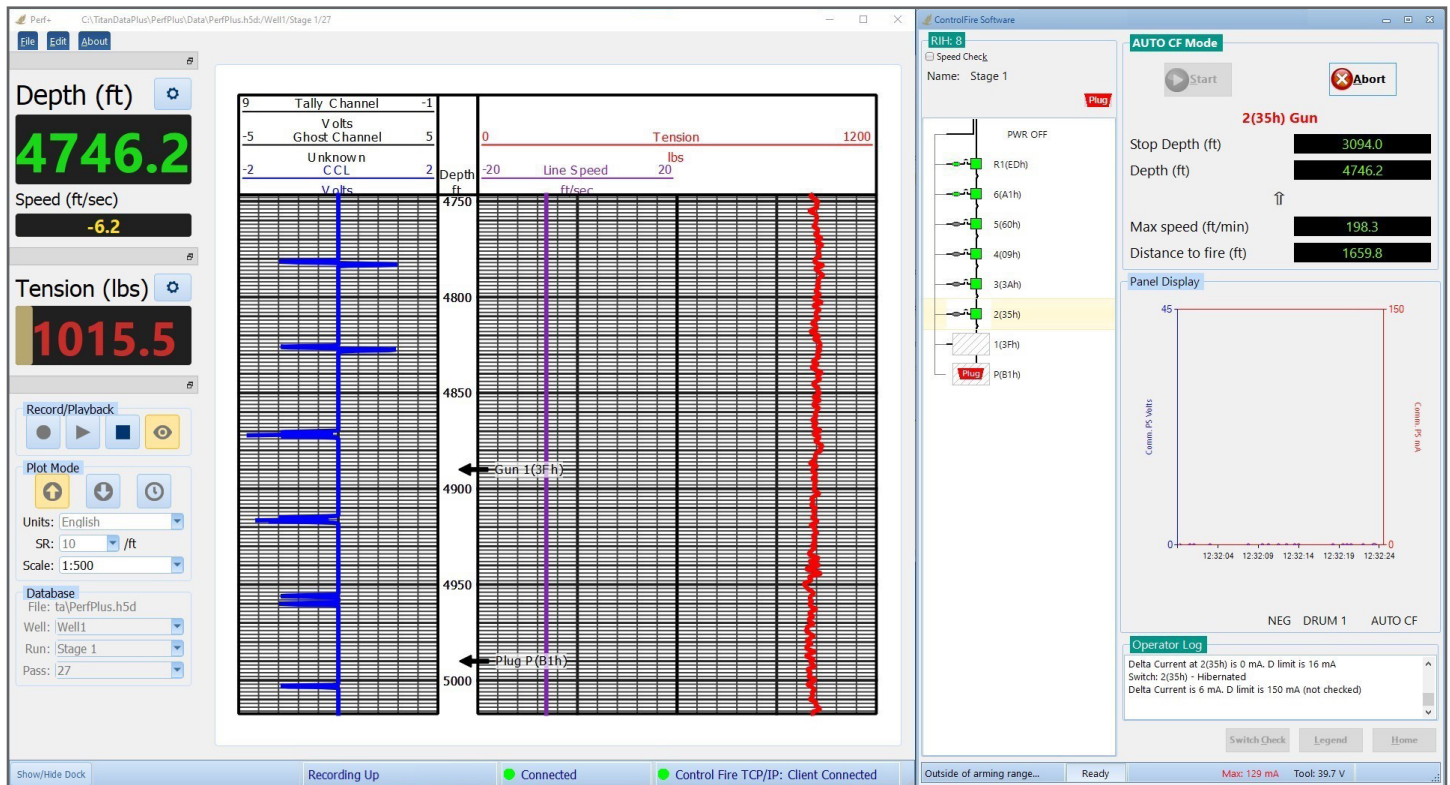 Perf+ C:\TitanDataPlus\PerfPlus\Data\PerfPlus.h5d:/Well1/Stage 1/27
File Edit About
Depth (ft)
4746.2
Speed (ft/sec)
-6.2
Tension (lbs)
1015.5
Record/Playback
Plot Mode
Units: English
SR: 10 /ft
Scale: 1:500
Database
File: ta\PerfPlus.h5d
Well: Well1
Run: Stage 1
Pass: 27
9 Tally Channel -1
Volts
-5 Ghost Channel 5
Unknown
-2 CCL 2
Volts
Depth
ft
0 Tension 1200
lbs
-20 Line Speed 20
ft/sec
4750
4800
4850
Gun 1(3Fh)
4900
4950
Plug P(B1h)
5000
Show/Hide Dock
Recording Up
Connected
Control Fire TCP/IP: Client Connected
ControlFire Software
RIH: 8
Speed Check
Name: Stage 1
Plug
PWR OFF
R1(EDh)
6(A1h)
5(60h)
4(09h)
3(3Ah)
2(35h)
1(3Fh)
Plug P(B1h)
AUTO CF Mode
Start
Abort
2(35h) Gun
Stop Depth (ft) 3094.0
Depth (ft) 4746.2
⇧
Max speed (ft/min) 198.3
Distance to fire (ft) 1659.8
Panel Display
45
150
Comm. PS Volts
Comm. PS mA
0
0
12:32:04 12:32:09 12:32:14 12:32:19 12:32:24
NEG DRUM 1 AUTO CF
Operator Log
Delta Current at 2(35h) is 0 mA. D limit is 16 mA
Switch: 2(35h) - Hibernated
Delta Current is 6 mA. D limit is 150 mA (not checked)
Switch Check Legend Home
Outside of arming range... Ready Max: 129 mA Tool: 39.7 V